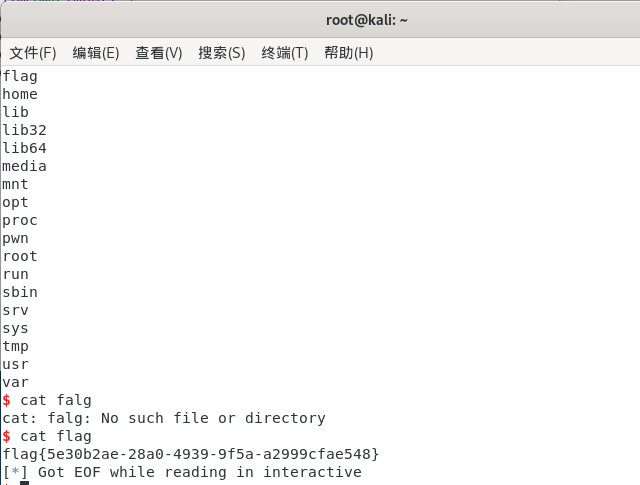 root@kali: ~
文件(F) 编辑(E) 查看(V) 搜索(S) 终端(T) 帮助(H)
flag
home
lib
lib32
lib64
media
mnt
opt
proc
pwn
root
run
sbin
srv
sys
tmp
usr
var
$ cat falg
cat: falg: No such file or directory
$ cat flag
flag{5e30b2ae-28a0-4939-9f5a-a2999cfae548}
[*] Got EOF while reading in interactive